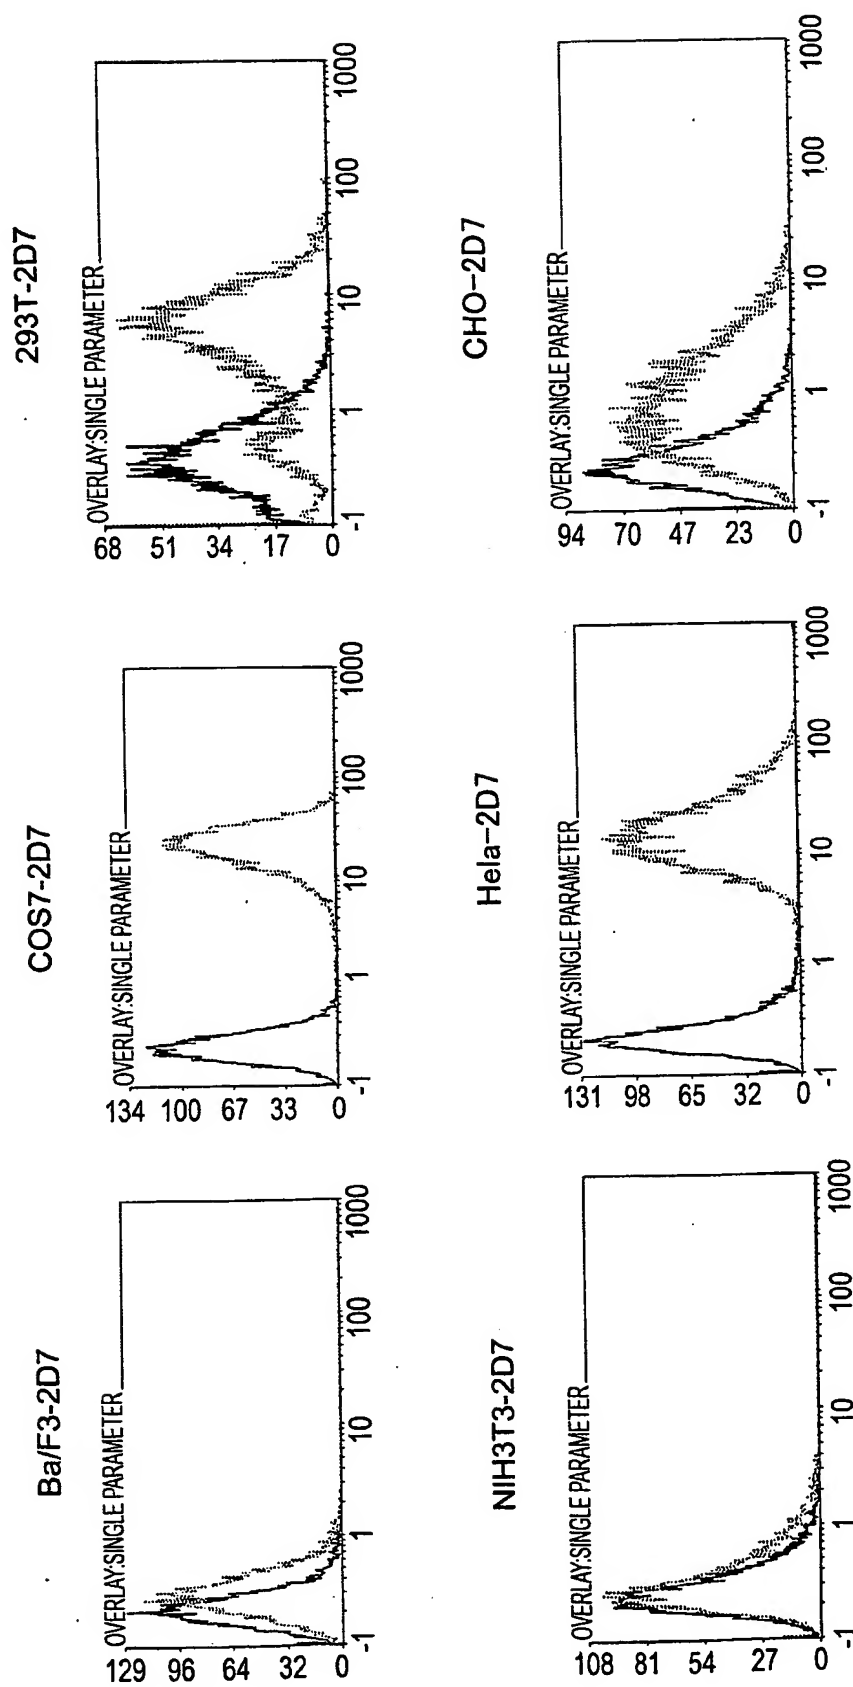 Ba/F3-2D7
OVERLAY:SINGLE PARAMETER
129
96
64
32
0
-1 1 10 100 1000
COS7-2D7
OVERLAY:SINGLE PARAMETER
134
100
67
33
0
-1 1 10 100 1000
293T-2D7
OVERLAY:SINGLE PARAMETER
68
51
34
17
0
-1 1 10 100 1000
NIH3T3-2D7
OVERLAY:SINGLE PARAMETER
108
81
54
27
0
-1 1 10 100 1000
Hela-2D7
OVERLAY:SINGLE PARAMETER
131
98
65
32
0
-1 1 10 100 1000
CHO-2D7
OVERLAY:SINGLE PARAMETER
94
70
47
23
0
-1 1 10 100 1000